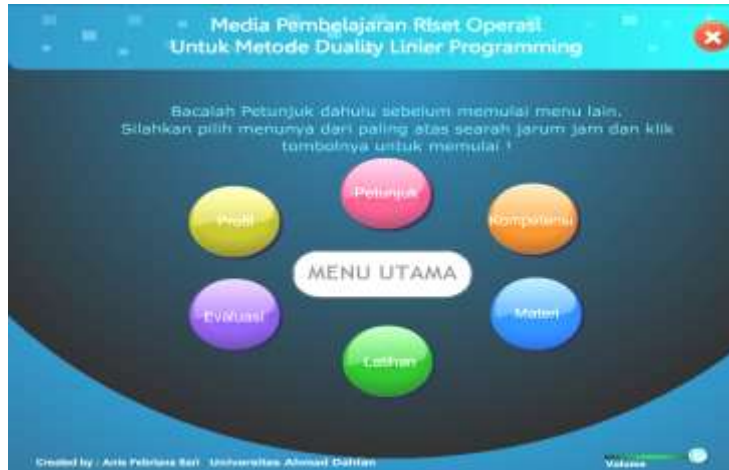 Media Pembelajaran Riset Operasi
Untuk Metode Duality Linier Programming
Bacalah Petunjuk dahulu sebelum memulai menu lain.
Silahkan pilih menunya dari paling atas searah jarum jam dan klik
tombolnya untuk memulai !
Petunjuk
Profil
Kompetensi
MENU UTAMA
Evaluasi
Materi
Latihan
Created by : Anis Febriana Sari Universitas Ahmad Dahlan
Volume